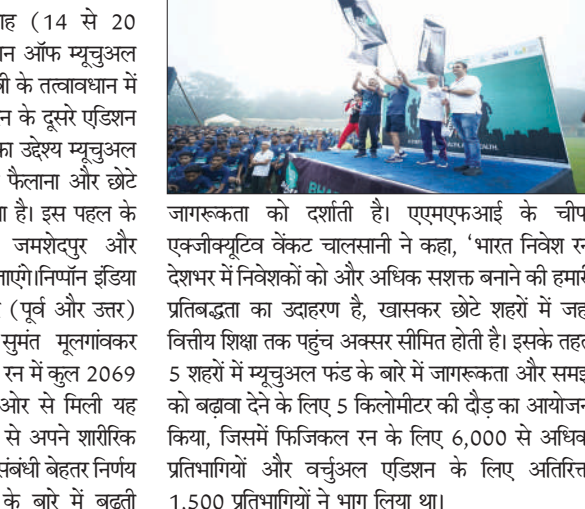 ाह (14 से 20
न ऑफ म्यूचुअल
त्री के तत्वावधान में
न के दूसरे एडिशन
का उद्देश्य म्यूचुअल
फैलाना और छोटे
ा है। इस पहल के
जमशेदपुर और
जाएंगे।निप्पॉन इंडिया
(पूर्व और उत्तर)
सुमंत मूलगांवकर
रन में कुल 2069
ओर से मिली यह
से अपने शारीरिक
संबंधी बेहतर निर्णय
के बारे में बढ़ती
जागरूकता को दर्शाती है। एएमएफआई के चीफ
एक्जीक्यूटिव वेंकट चालसानी ने कहा, ‘भारत निवेश रन
देशभर में निवेशकों को और अधिक सशक्त बनाने की हमारी
प्रतिबद्धता का उदाहरण है, खासकर छोटे शहरों में जह
वित्तीय शिक्षा तक पहुंच अक्सर सीमित होती है। इसके तहत
5 शहरों में म्यूचुअल फंड के बारे में जागरूकता और समझ
को बढ़ावा देने के लिए 5 किलोमीटर की दौड़ का आयोजन
किया, जिसमें फिजिकल रन के लिए 6,000 से अधिक
प्रतिभागियों और वर्चुअल एडिशन के लिए अतिरिक्त
1,500 प्रतिभागियों ने भाग लिया था।